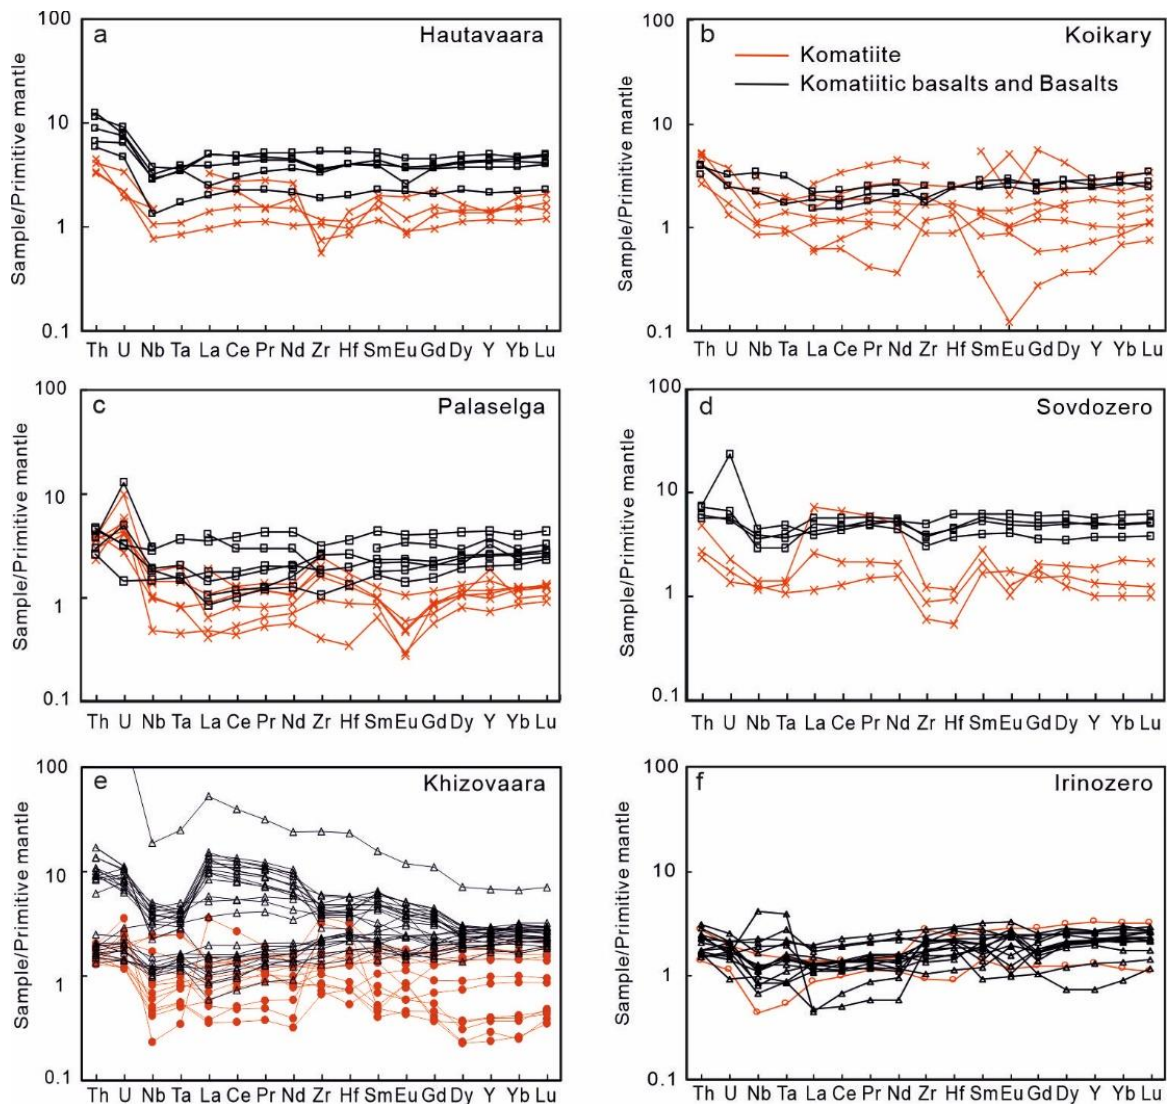 a
Hautavaara
100
10
1
0.1
Sample/Primitive mantle
Th U Nb Ta La Ce Pr Nd Zr Hf Sm Eu Gd Dy Y Yb Lu
b
Koikary
Komatiite
Komatiitic basalts and Basalts
100
10
1
0.1
Sample/Primitive mantle
Th U Nb Ta La Ce Pr Nd Zr Hf Sm Eu Gd Dy Y Yb Lu
c
Palaselga
100
10
1
0.1
Sample/Primitive mantle
Th U Nb Ta La Ce Pr Nd Zr Hf Sm Eu Gd Dy Y Yb Lu
d
Sovdozero
100
10
1
0.1
Sample/Primitive mantle
Th U Nb Ta La Ce Pr Nd Zr Hf Sm Eu Gd Dy Y Yb Lu
e
Khizovaara
100
10
1
0.1
Sample/Primitive mantle
Th U Nb Ta La Ce Pr Nd Zr Hf Sm Eu Gd Dy Y Yb Lu
f
Irinozero
100
10
1
0.1
Sample/Primitive mantle
Th U Nb Ta La Ce Pr Nd Zr Hf Sm Eu Gd Dy Y Yb Lu